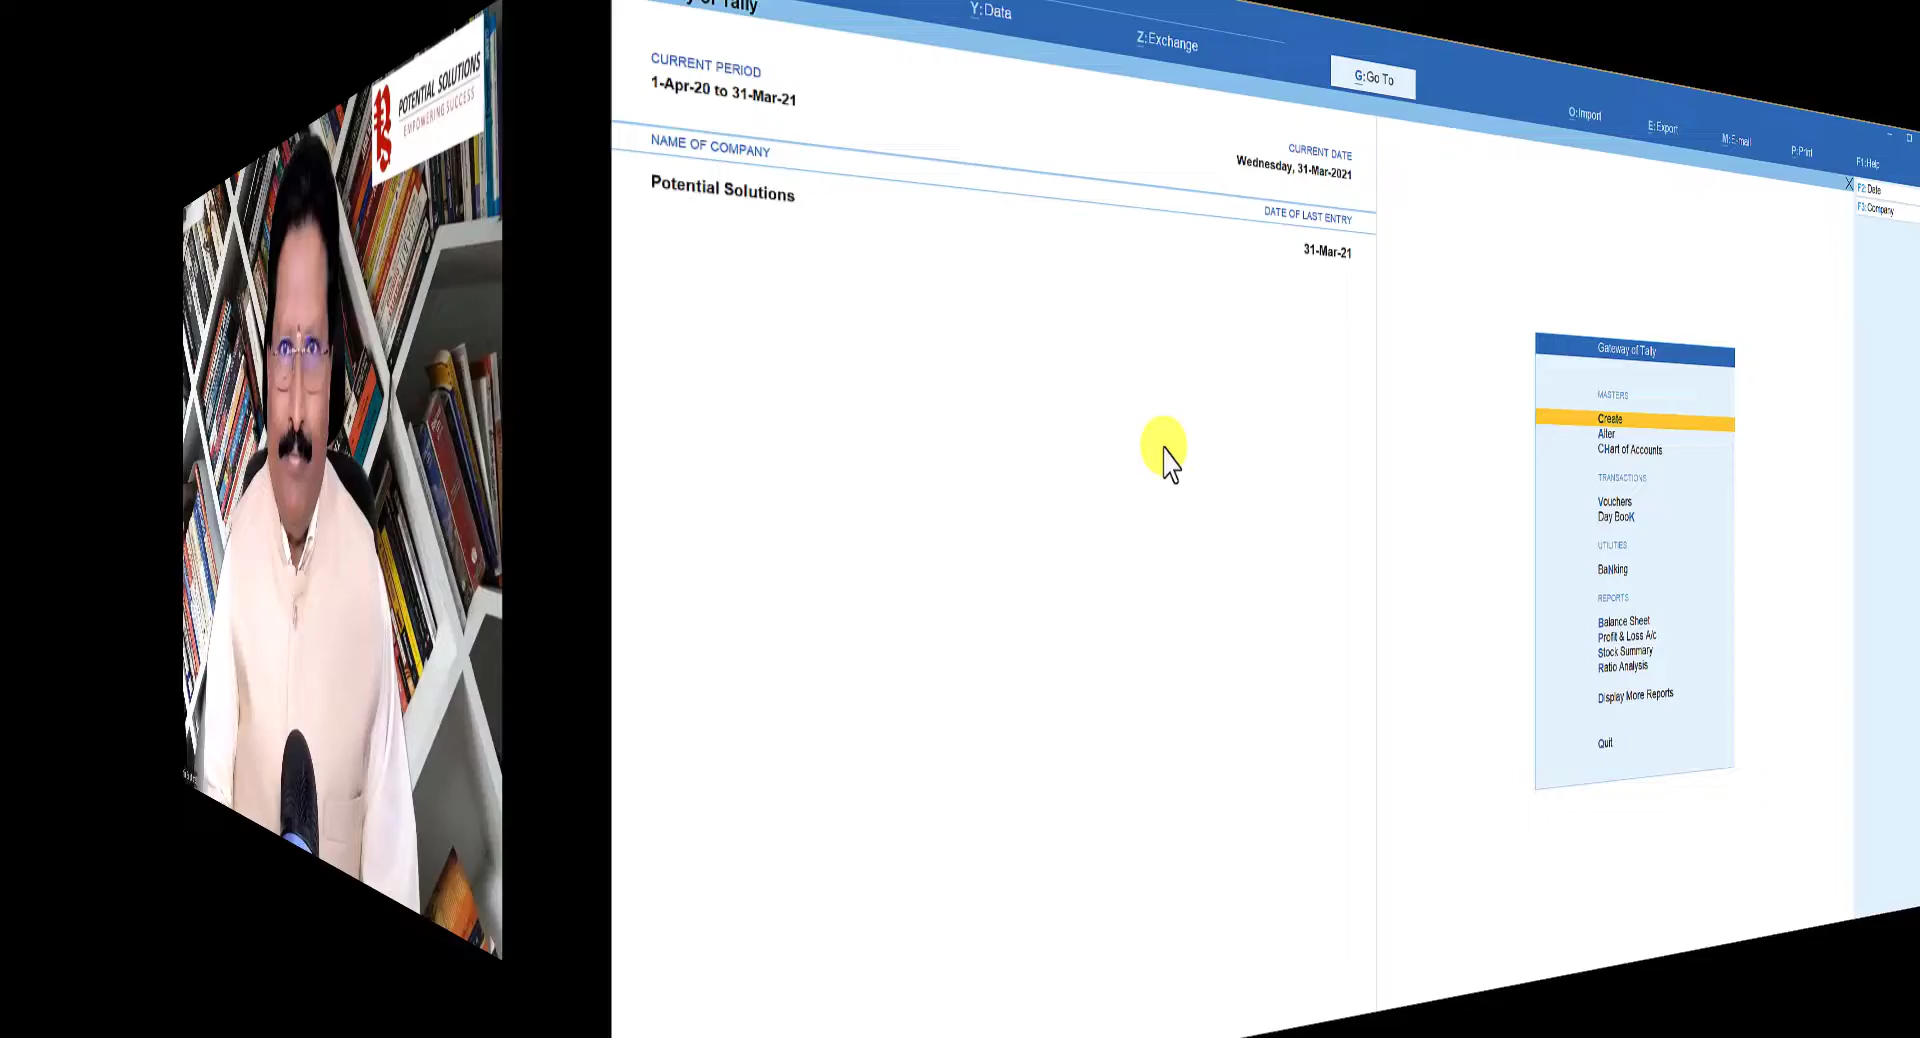 POTENTIAL SOLUTIONS
EMPOWERING SUCCESS
of Tally
Y:Data
Z:Exchange
G:Go To
O:Import
E:Export
M:E-mail
P:Print
F1:Help
CURRENT PERIOD
1-Apr-20 to 31-Mar-21
CURRENT DATE
Wednesday, 31-Mar-2021
NAME OF COMPANY
DATE OF LAST ENTRY
Potential Solutions
31-Mar-21
F2:Date
F3:Company
Gateway of Tally
MASTERS
Create
Alter
CHart of Accounts
TRANSACTIONS
Vouchers
Day BooK
UTILITIES
BaNking
REPORTS
Balance Sheet
Profit & Loss A/c
Stock Summary
Ratio Analysis
Display More Reports
Quit